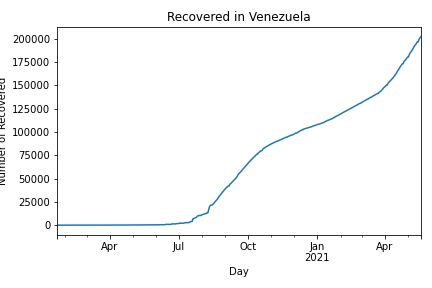 Recovered in Venezuela
Number of Recovered
200000
175000
150000
125000
100000
75000
50000
25000
0
Apr
Jul
Oct
Jan
2021
Apr
Day